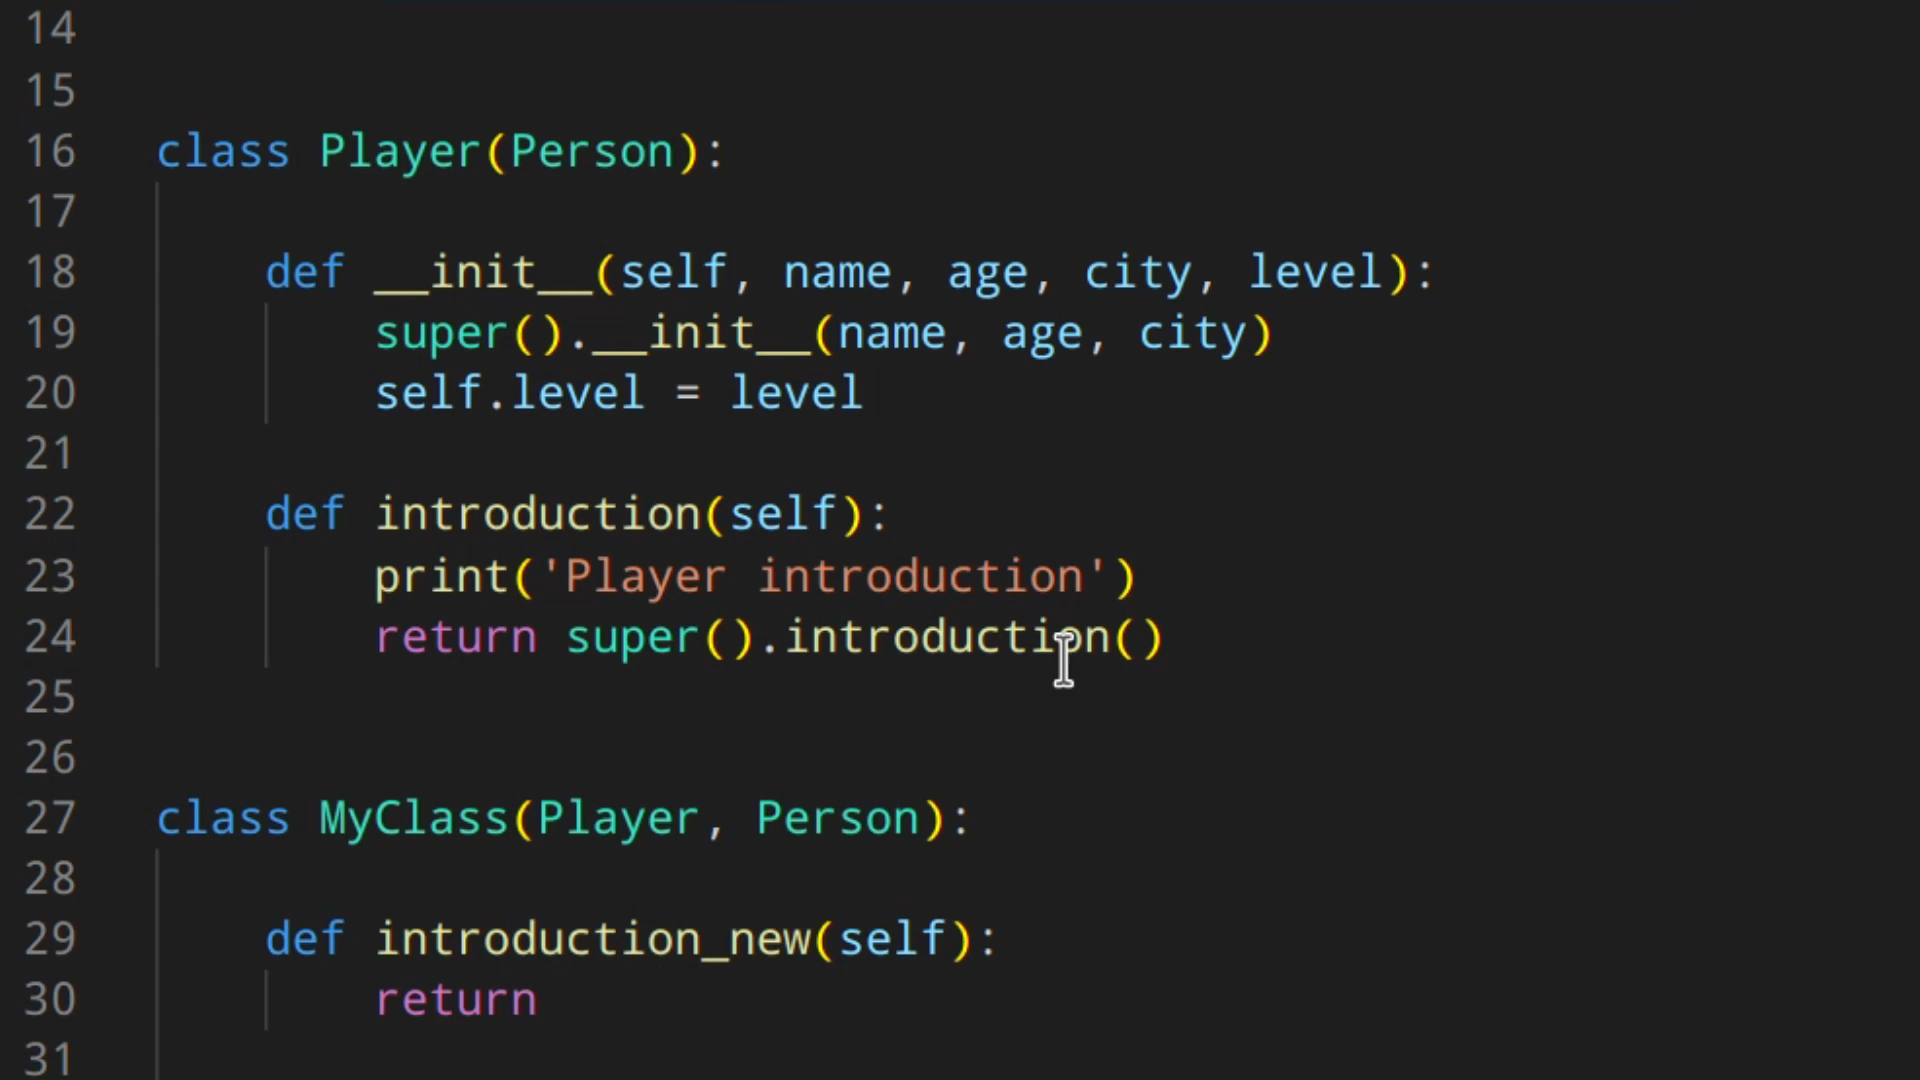 14
15
16 class Player(Person):
17
18     def __init__(self, name, age, city, level):
19         super().__init__(name, age, city)
20         self.level = level
21
22     def introduction(self):
23         print('Player introduction')
24         return super().introduction()
25
26
27 class MyClass(Player, Person):
28
29     def introduction_new(self):
30         return
31